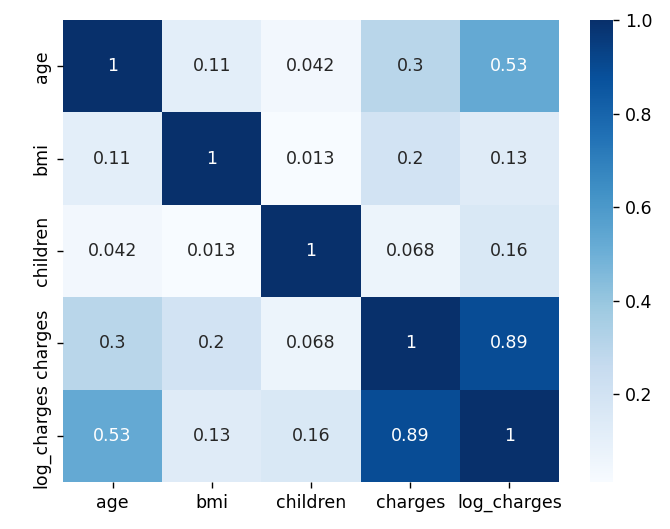 age 1 0.11 0.042 0.3 0.53
bmi 0.11 1 0.013 0.2 0.13
children 0.042 0.013 1 0.068 0.16
charges 0.3 0.2 0.068 1 0.89
log_charges 0.53 0.13 0.16 0.89 1
age bmi children charges log_charges
1.0
0.8
0.6
0.4
0.2